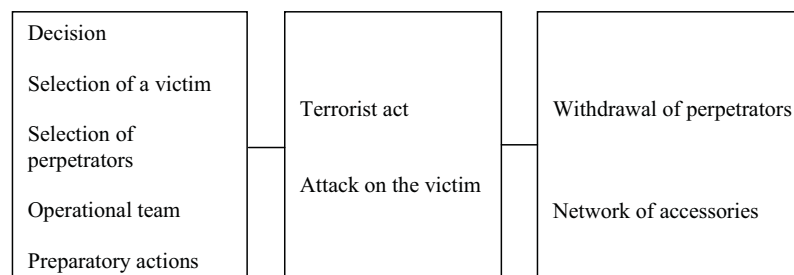 Decision
Selection of a victim
Selection of
perpetrators
Operational team
Preparatory actions
Terrorist act
Attack on the victim
Withdrawal of perpetrators
Network of accessories